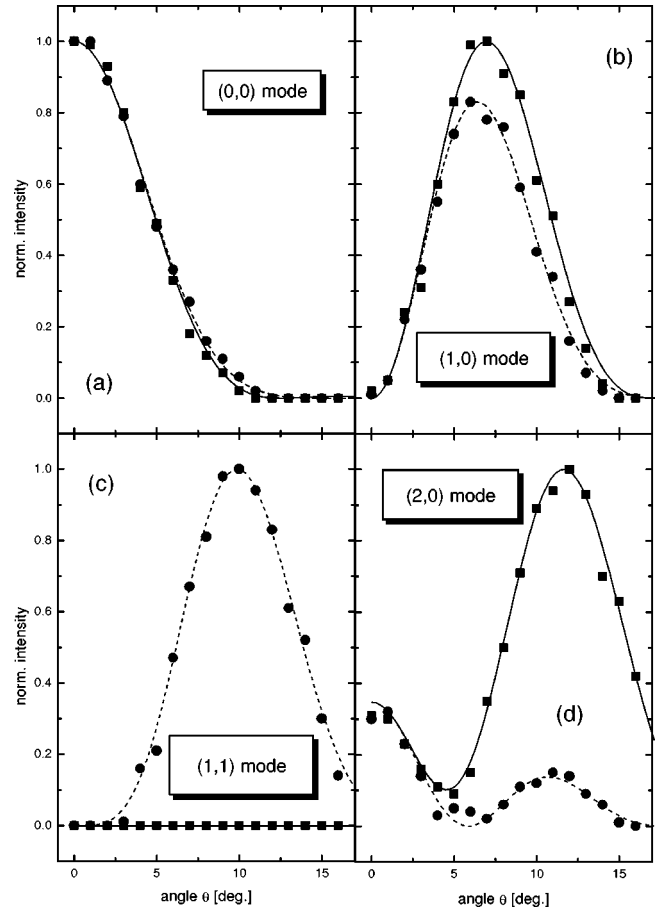 1.0
0.8
0.6
0.4
0.2
0.0
norm. intensity
(0,0) mode
(a)
(b)
(1,0) mode
1.0
0.8
0.6
0.4
0.2
0.0
norm. intensity
(c)
(1,1) mode
(2,0) mode
(d)
0 5 10 15
0 5 10 15
angle θ [deg.]
angle θ [deg.]